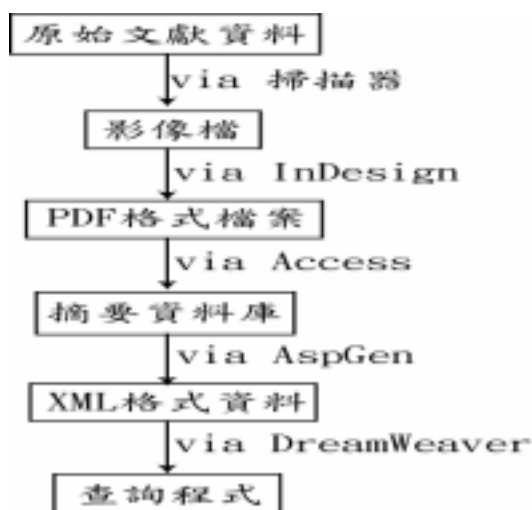 原始文獻資料
via 掃描器
影像檔
via InDesign
PDF格式檔案
via Access
摘要資料庫
via AspGen
XML格式資料
via DreamWeaver
查詢程式